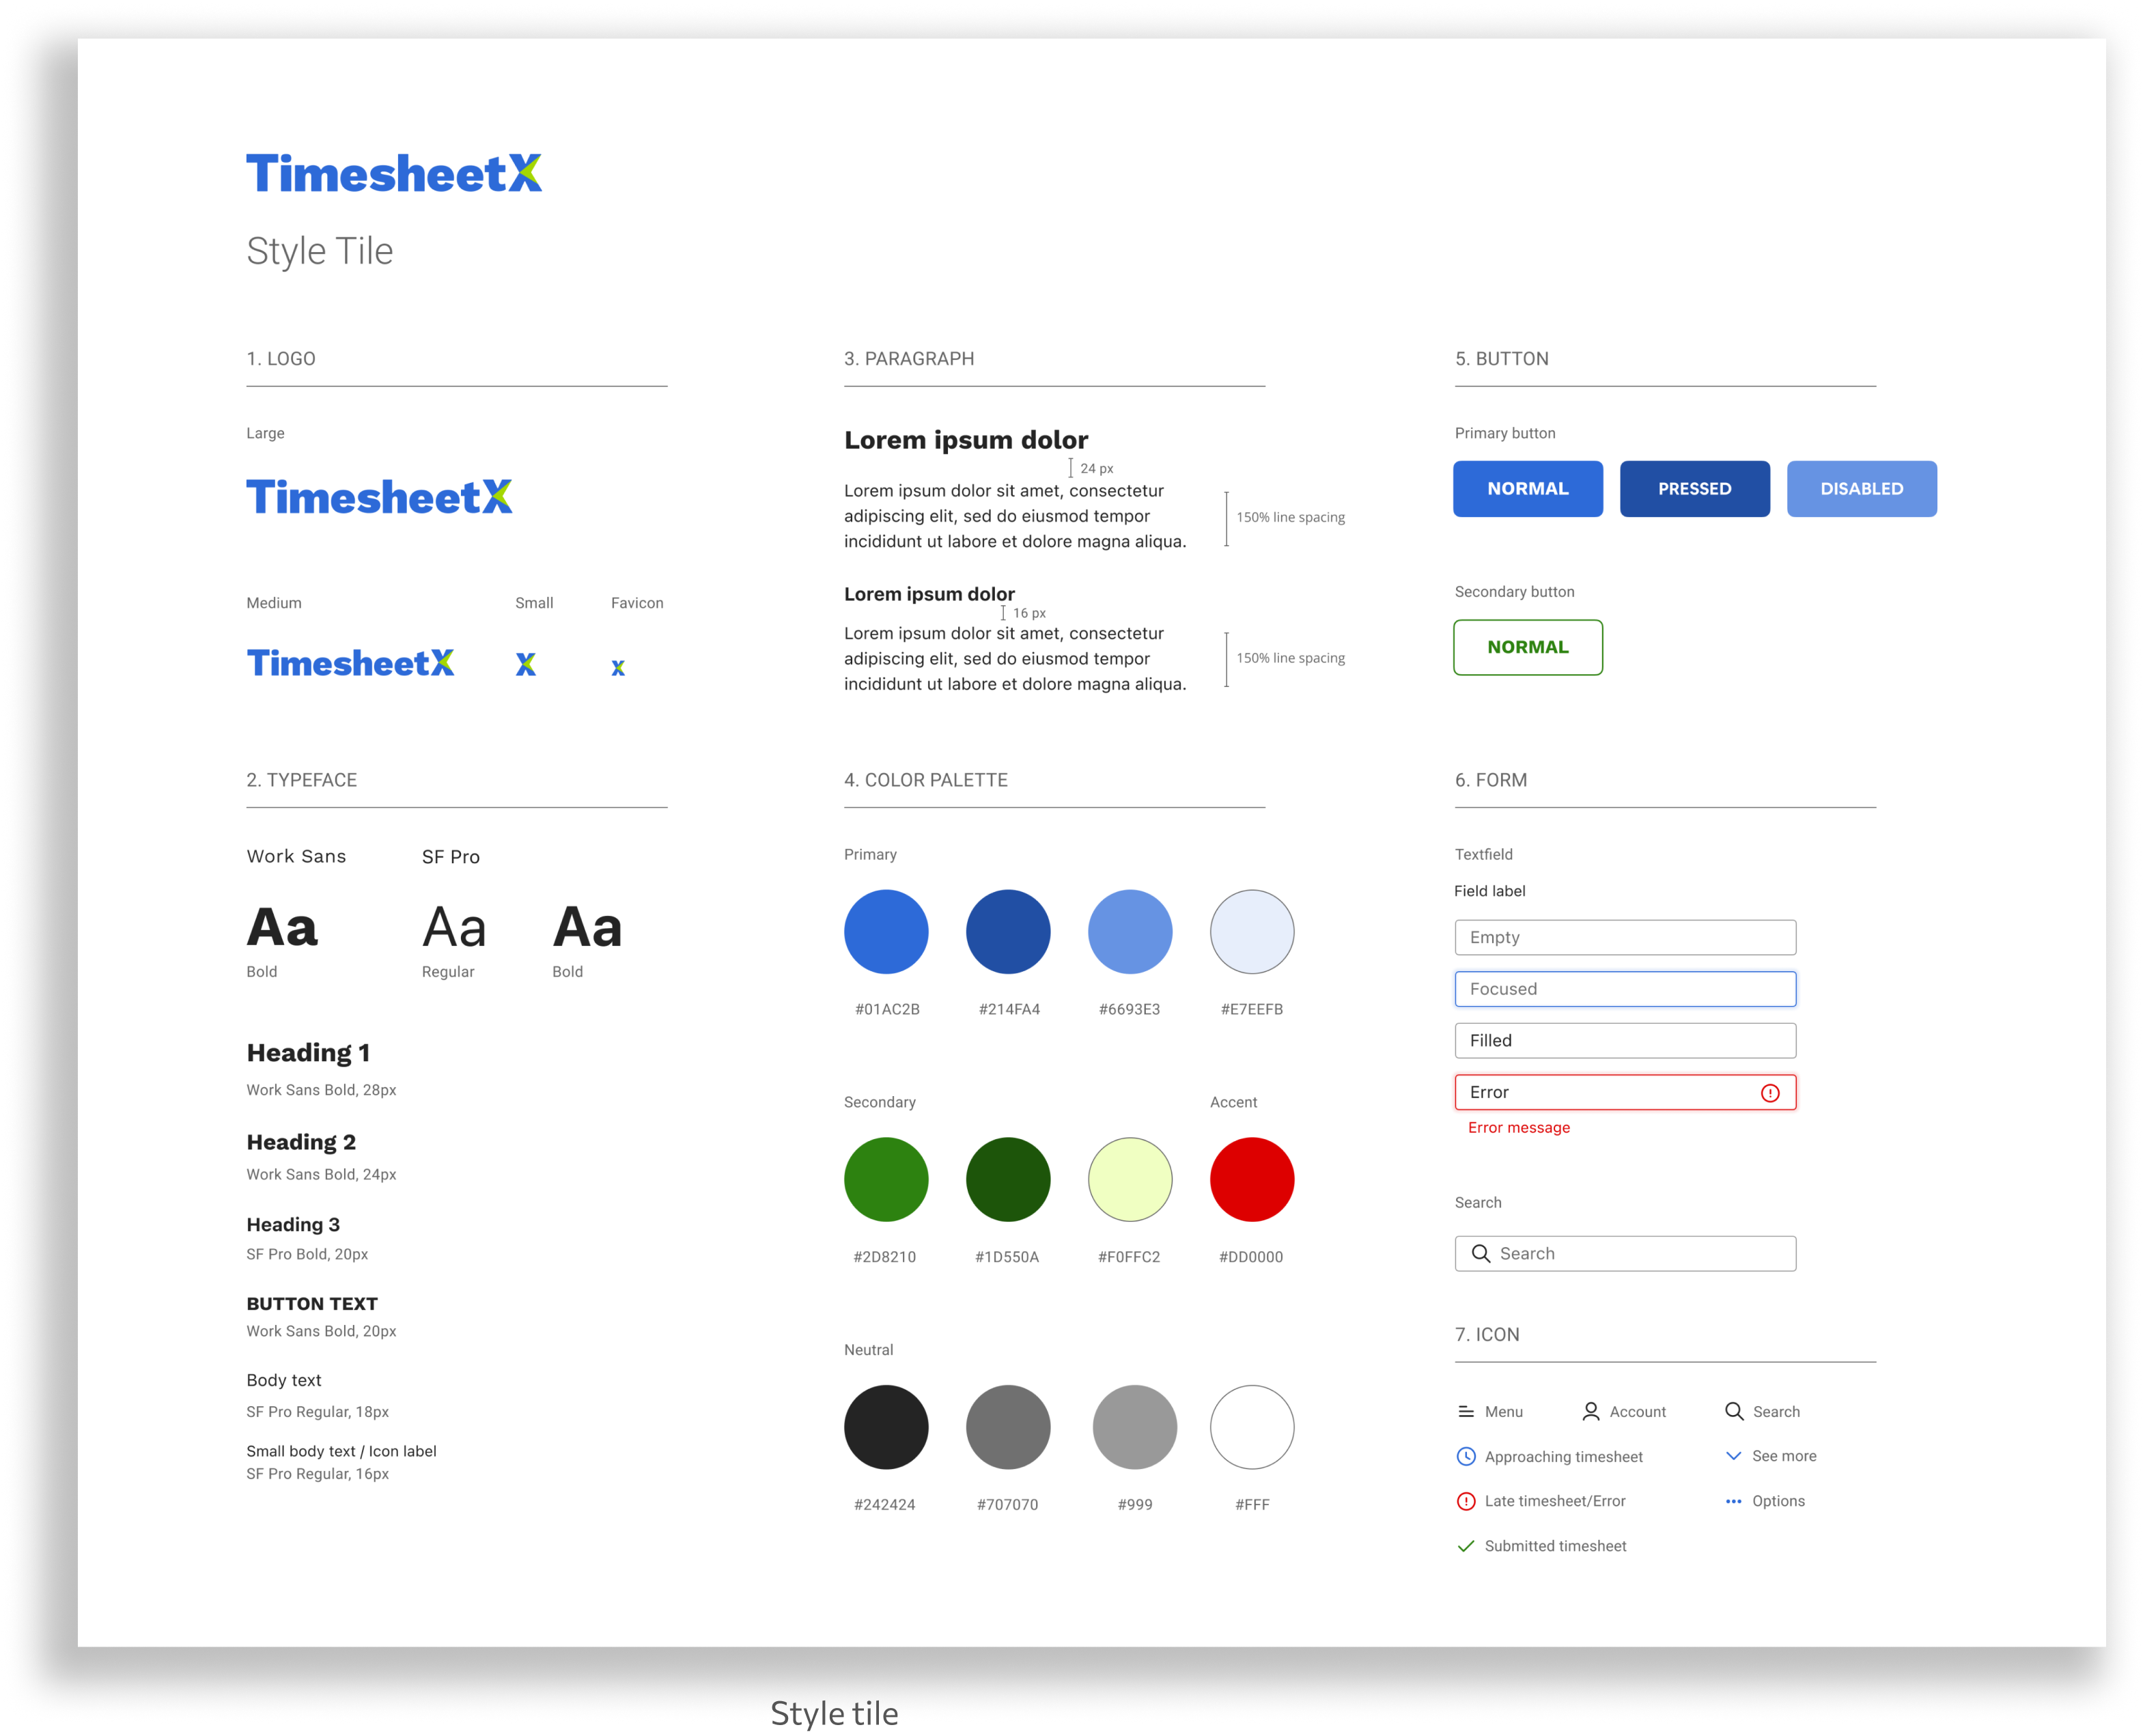 TimesheetX
Style Tile
1. LOGO
Large
TimesheetX
Medium Small Favicon
TimesheetX X X
2. TYPEFACE
Work Sans SF Pro
Aa Aa Aa
Bold Regular Bold
Heading 1
Work Sans Bold, 28px
Heading 2
Work Sans Bold, 24px
Heading 3
SF Pro Bold, 20px
BUTTON TEXT
Work Sans Bold, 20px
Body text
SF Pro Regular, 18px
Small body text / Icon label
SF Pro Regular, 16px
3. PARAGRAPH
Lorem ipsum dolor
24 px
Lorem ipsum dolor sit amet, consectetur
adipiscing elit, sed do eiusmod tempor
incididunt ut labore et dolore magna aliqua.
150% line spacing
Lorem ipsum dolor
16 px
Lorem ipsum dolor sit amet, consectetur
adipiscing elit, sed do eiusmod tempor
incididunt ut labore et dolore magna aliqua.
150% line spacing
4. COLOR PALETTE
Primary
#01AC2B #214FA4 #6693E3 #E7EEFB
Secondary Accent
#2D8210 #1D550A #F0FFC2 #DD0000
Neutral
#242424 #707070 #999 #FFF
5. BUTTON
Primary button
NORMAL PRESSED DISABLED
Secondary button
NORMAL
6. FORM
Textfield
Field label
Empty
Focused
Filled
Error
Error message
Search
Search
7. ICON
Menu Account Search
Approaching timesheet See more
Late timesheet/Error Options
Submitted timesheet
Style tile